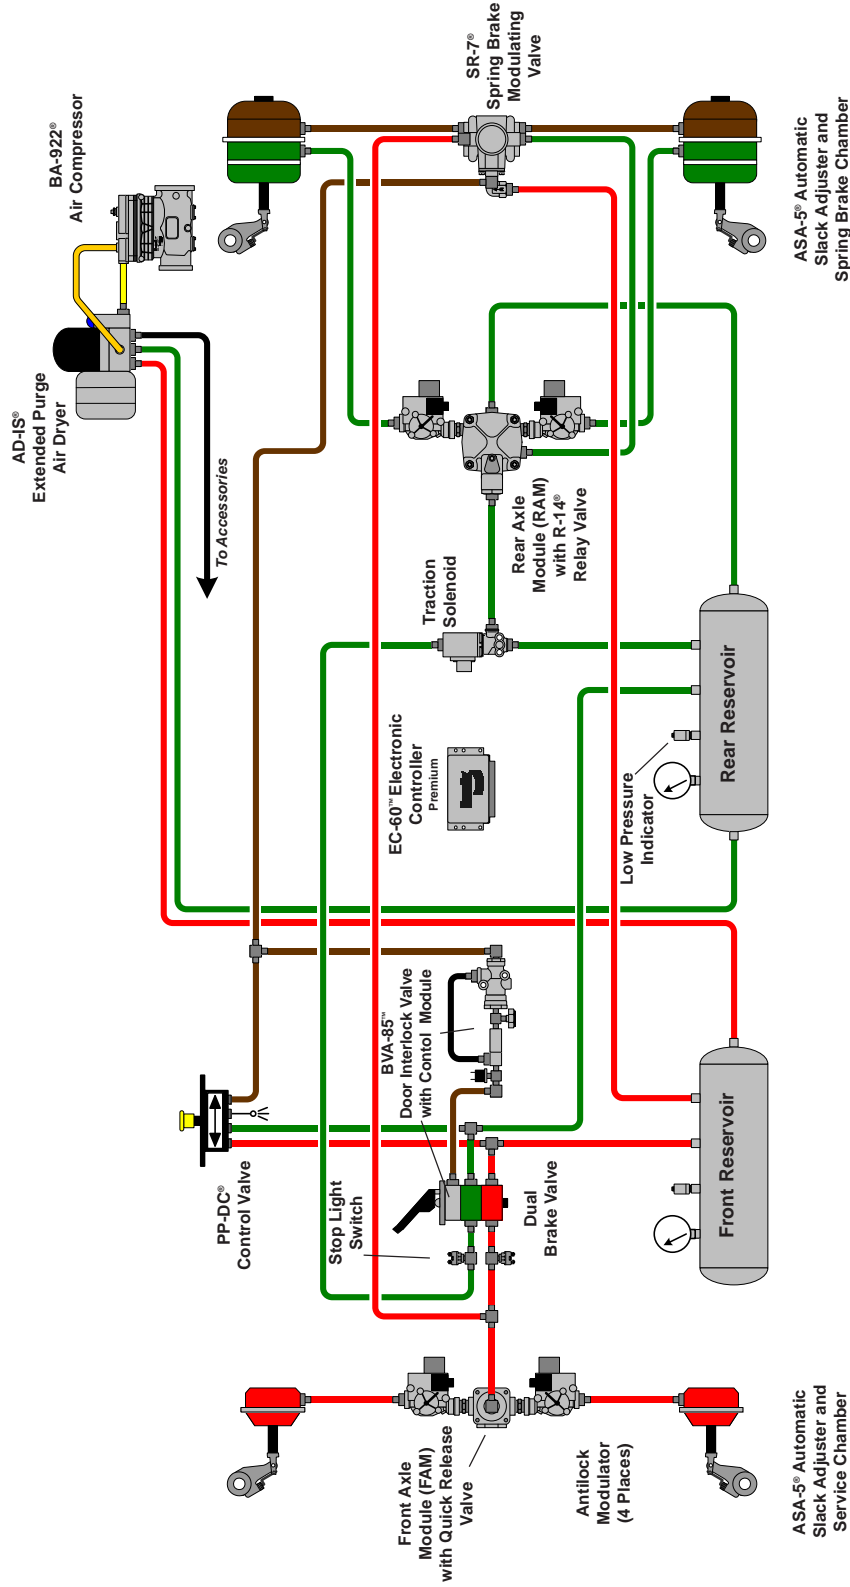 SR-7®
Spring Brake
Modulating
Valve
BA-922®
Air Compressor
ASA-5® Automatic
Slack Adjuster and
Spring Brake Chamber
AD-IS®
Extended Purge
Air Dryer
To Accessories
Rear Axle
Module (RAM)
with R-14®
Relay Valve
Traction
Solenoid
EC-60™ Electronic
Controller
Premium
Low Pressure
Indicator
Rear Reservoir
BVA-85™
Door Interlock Valve
with Contol Module
PP-DC®
Control Valve
Stop Light
Switch
Dual
Brake Valve
Front Reservoir
Front Axle
Module (FAM)
with Quick Release
Valve
Antilock
Modulator
(4 Places)
ASA-5® Automatic
Slack Adjuster and
Service Chamber